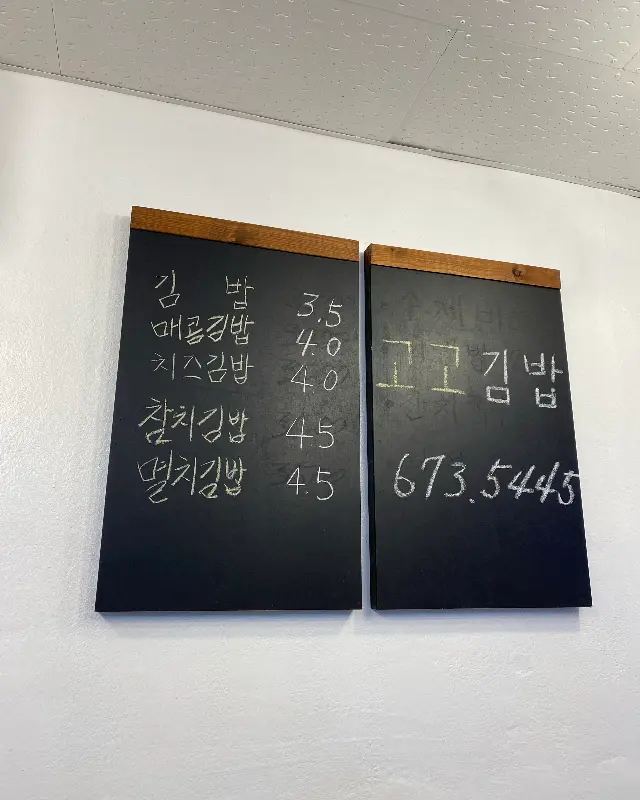 김 밥 3.5
매콤김밥 4.0
치즈김밥 4.0
참치김밥 4.5
멸치김밥 4.5
고고김밥
673.5445